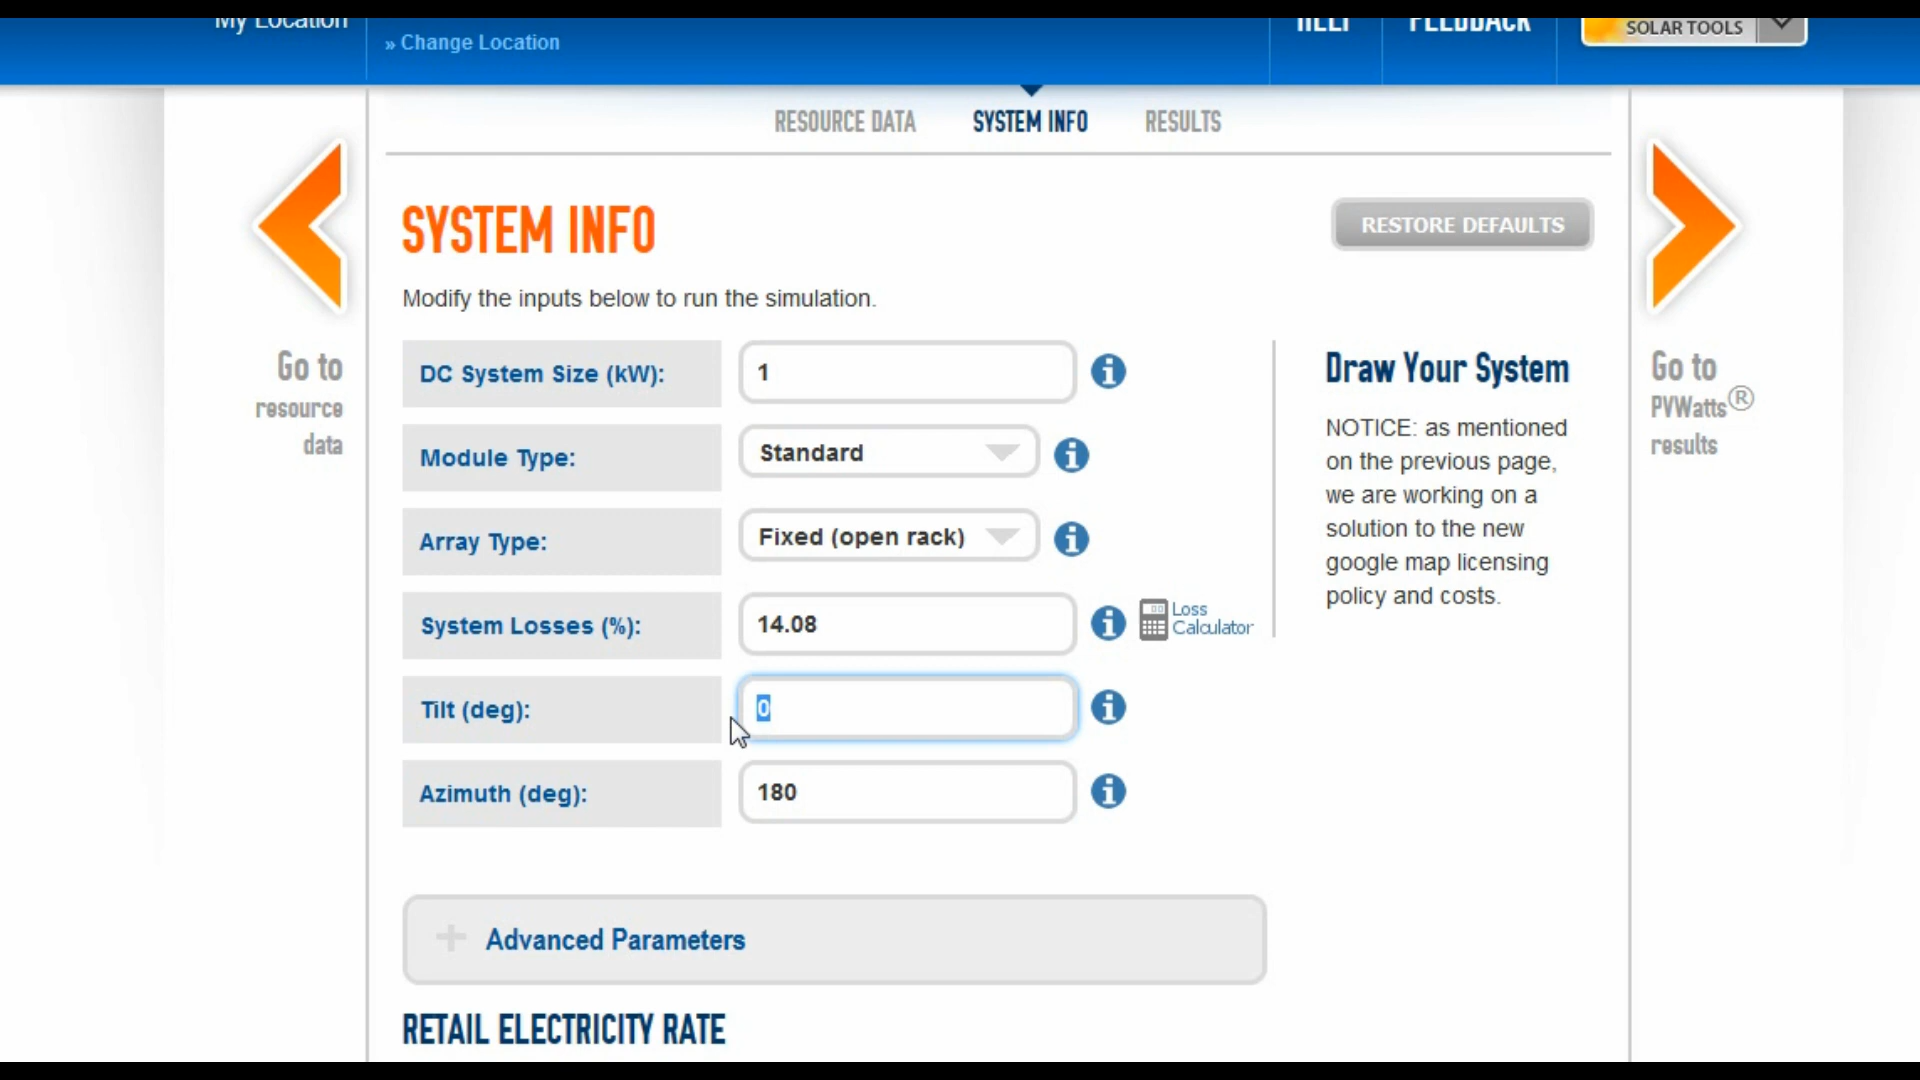 My Location
» Change Location
HELP
FEEDBACK
SOLAR TOOLS
RESOURCE DATA
SYSTEM INFO
RESULTS
SYSTEM INFO
RESTORE DEFAULTS
Modify the inputs below to run the simulation.
Go to
resource
data
DC System Size (kW):
1
Module Type:
Standard
Array Type:
Fixed (open rack)
System Losses (%):
14.08
Loss
Calculator
Tilt (deg):
0
Azimuth (deg):
180
Draw Your System
NOTICE: as mentioned
on the previous page,
we are working on a
solution to the new
google map licensing
policy and costs.
Go to
PVWatts®
results
Advanced Parameters
RETAIL ELECTRICITY RATE